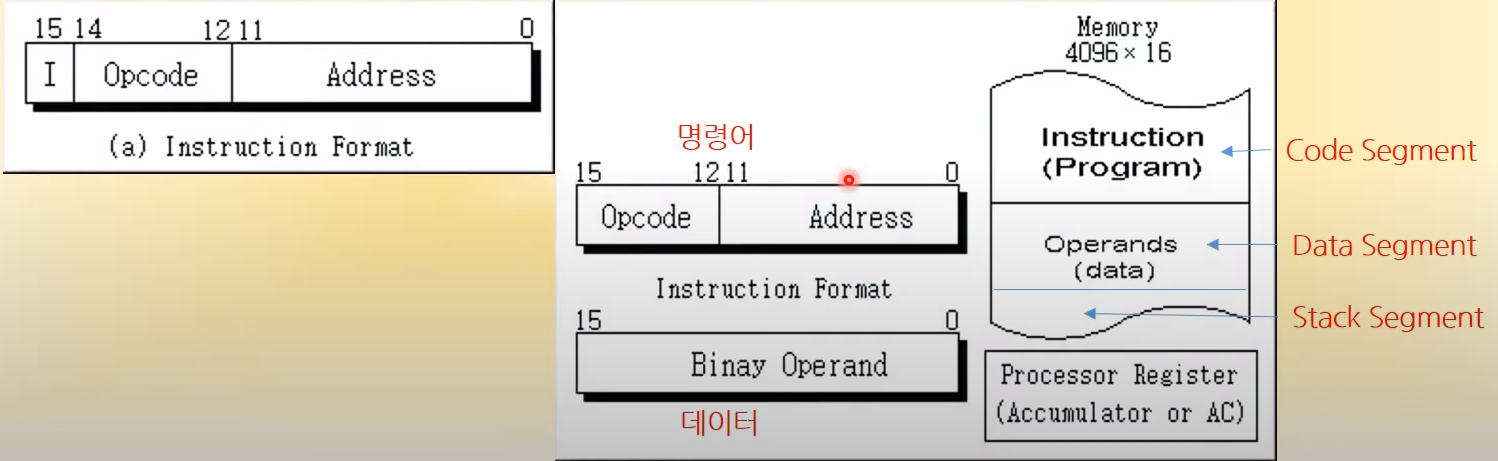 15 14 12 11 0
I Opcode Address
(a) Instruction Format
명령어
15 12 11 0
Opcode Address
Instruction Format
15 0
Binay Operand
데이터
Memory
4096 × 16
Instruction
(Program)
Operands
(data)
Code Segment
Data Segment
Stack Segment
Processor Register
(Accumulator or AC)